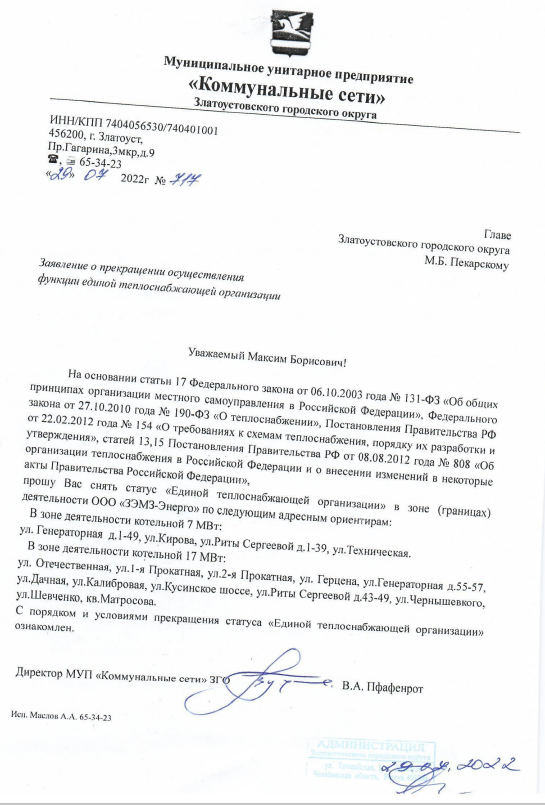 Муниципальное унитарное предприятие
«Коммунальные сети»
Златоустовского городского округа
ИНН/КПП 7404056530/740401001
456200, г. Златоуст,
Пр.Гагарина,3мкр,д.9
☎, 65-34-23
«29» 07 2022г № 717
Главе
Златоустовского городского округа
М.Б. Пекарскому
Заявление о прекращении осуществления
функции единой теплоснабжающей организации
Уважаемый Максим Борисович!
На основании статьи 17 Федерального закона от 06.10.2003 года № 131-ФЗ «Об общих
принципах организации местного самоуправления в Российской Федерации», Федерального
закона от 27.10.2010 года № 190-ФЗ «О теплоснабжении», Постановления Правительства РФ
от 22.02.2012 года № 154 «О требованиях к схемам теплоснабжения, порядку их разработки и
утверждения», статей 13,15 Постановления Правительства РФ от 08.08.2012 года № 808 «Об
организации теплоснабжения в Российской Федерации и о внесении изменений в некоторые
акты Правительства Российской Федерации»,
прошу Вас снять статус «Единой теплоснабжающей организации» в зоне (границах)
деятельности ООО «ЗЭМЗ-Энерго» по следующим адресным ориентирам:
В зоне деятельности котельной 7 МВт:
ул. Генераторная д.1-49, ул.Кирова, ул.Риты Сергеевой д.1-39, ул.Техническая.
В зоне деятельности котельной 17 МВт:
ул. Отечественная, ул.1-я Прокатная, ул.2-я Прокатная, ул. Герцена, ул.Генераторная д.55-57,
ул.Дачная, ул.Калибровая, ул.Кусинское шоссе, ул.Риты Сергеевой д.43-49, ул.Чернышевкого,
ул.Шевченко, кв.Матросова.
С порядком и условиями прекращения статуса «Единой теплоснабжающей организации»
ознакомлен.
Директор МУП «Коммунальные сети» ЗГО В.А. Пфафенрот
Исп. Маслов А.А. 65-34-23
АДМИНИСТРАЦИЯ
29.07.2022